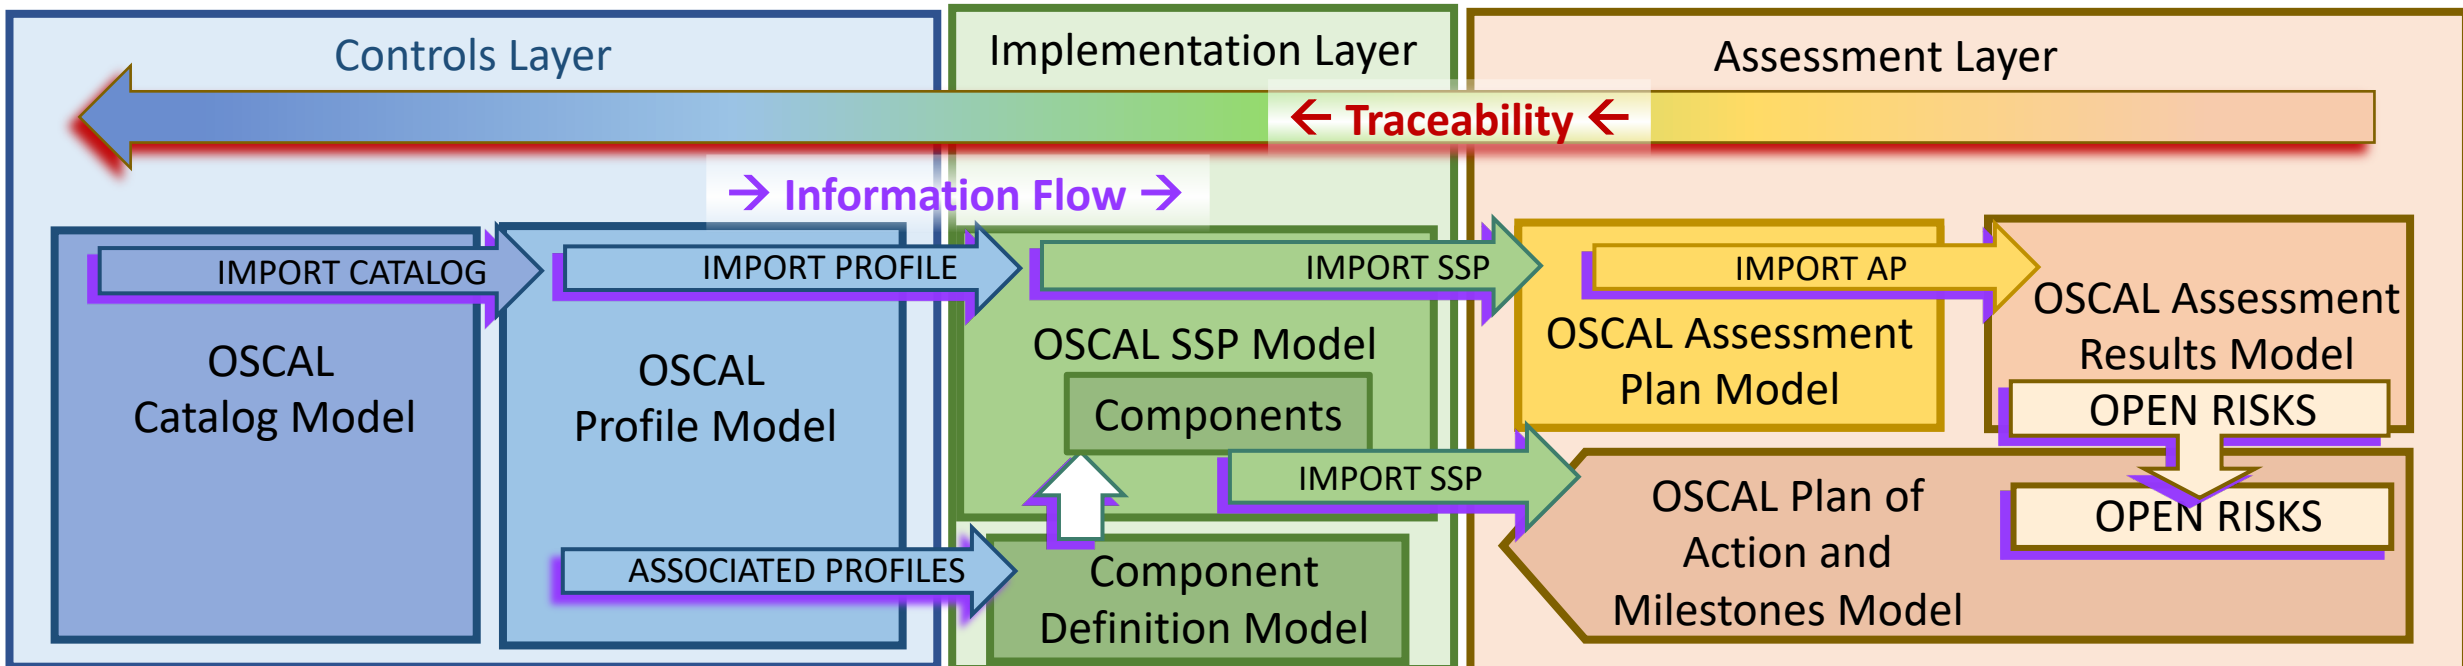 Controls Layer
Implementation Layer
Assessment Layer
← Traceability ←
→ Information Flow →
IMPORT CATALOG
IMPORT PROFILE
IMPORT SSP
IMPORT AP
OSCAL
Catalog Model
OSCAL
Profile Model
OSCAL SSP Model
Components
OSCAL Assessment
Plan Model
OSCAL Assessment
Results Model
OPEN RISKS
IMPORT SSP
OSCAL Plan of
Action and
Milestones Model
OPEN RISKS
ASSOCIATED PROFILES
Component
Definition Model